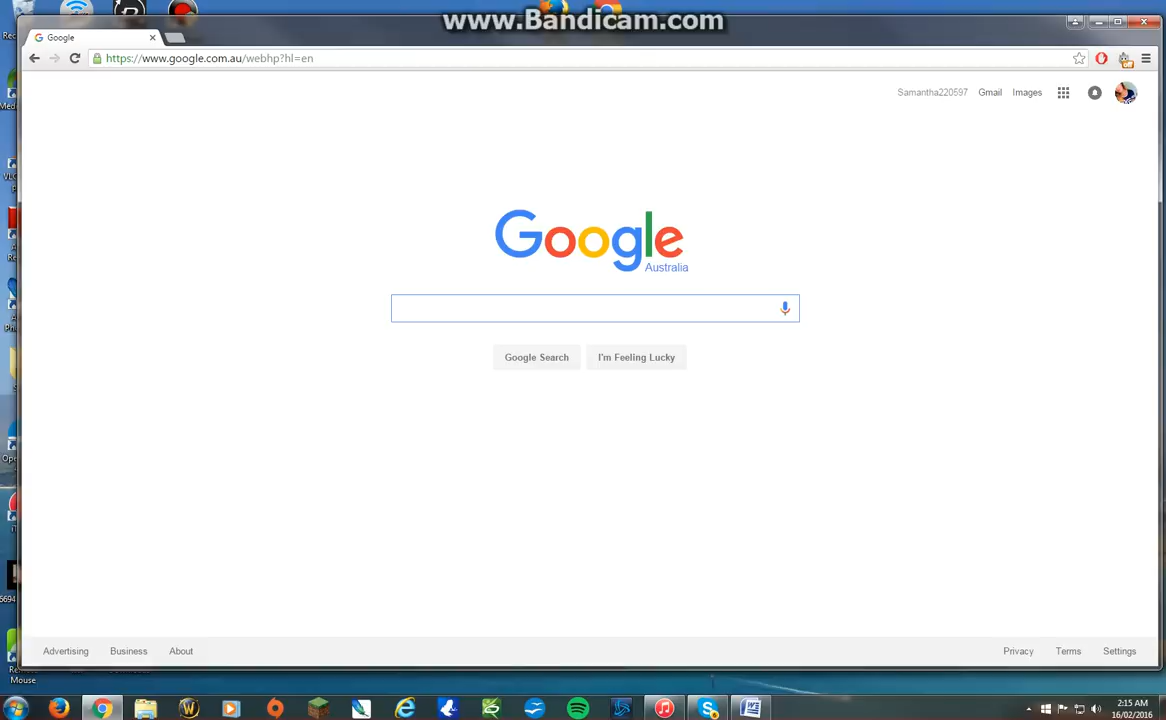 www.Bandicam.com
Google
https://www.google.com.au/webhp?hl=en
Samantha220597 Gmail Images
Google
Australia
Google Search I'm Feeling Lucky
Advertising Business About
Privacy Terms Settings
Mouse
2:15 AM
16/02/2016